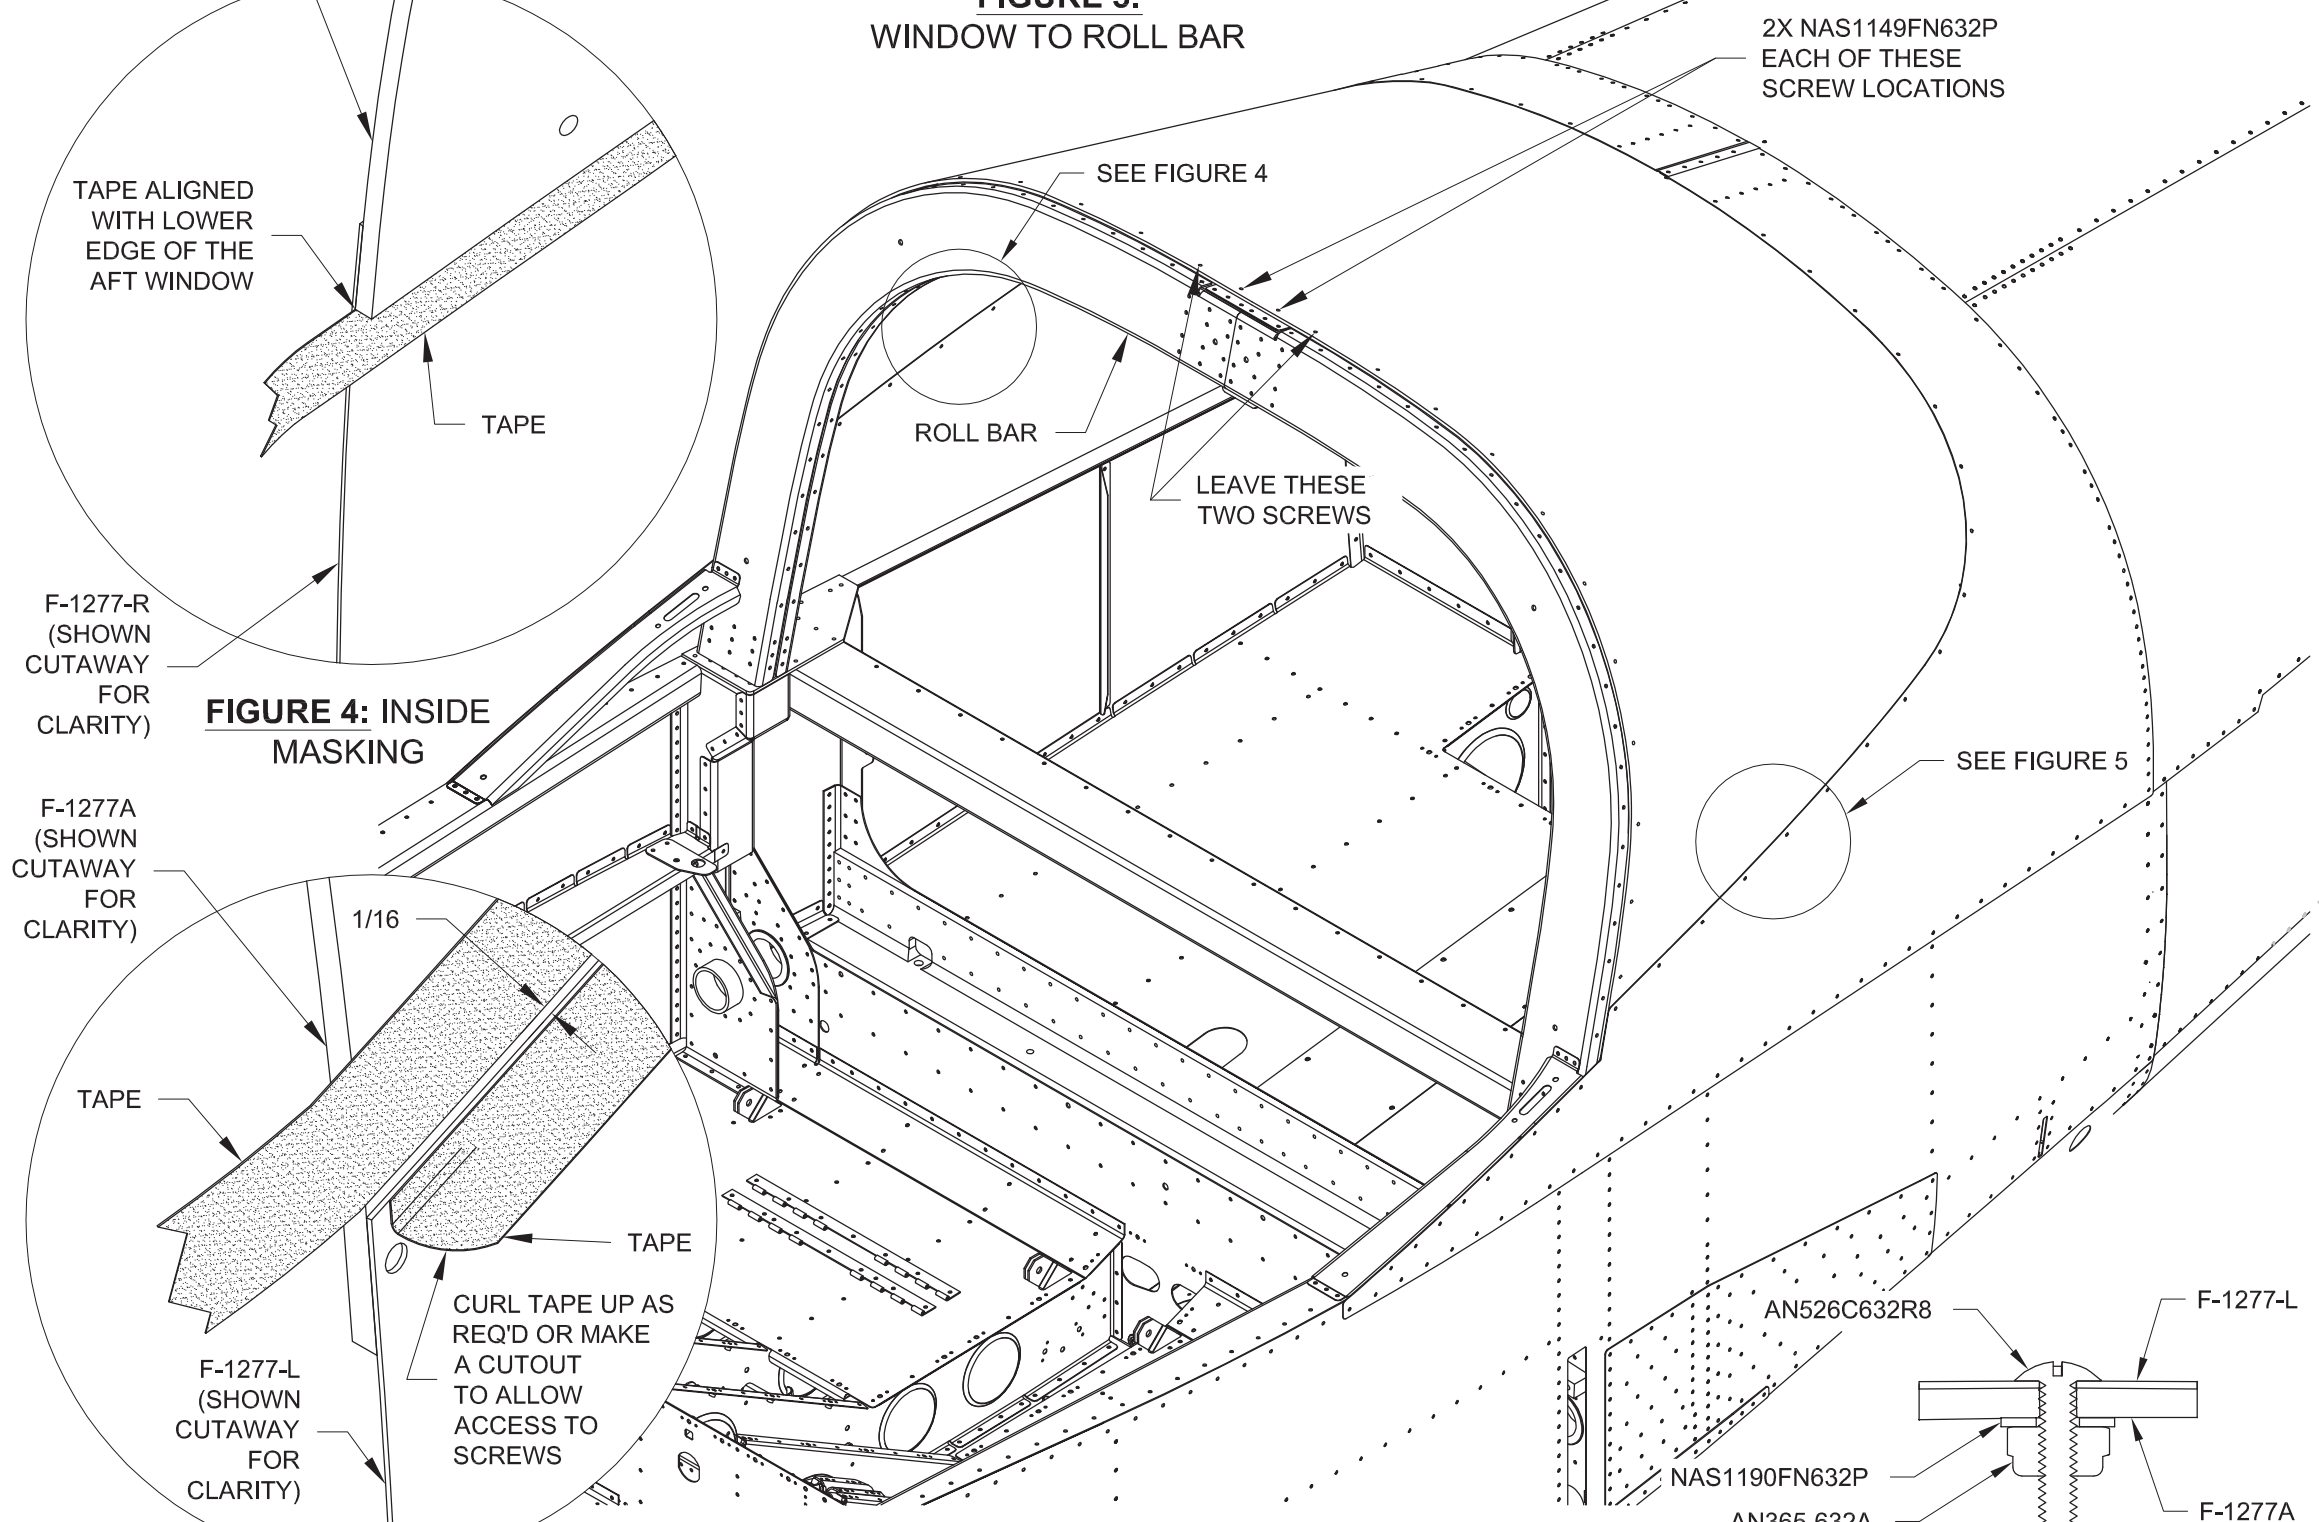 FIGURE 3:
WINDOW TO ROLL BAR
2X NAS1149FN632P
EACH OF THESE
SCREW LOCATIONS
SEE FIGURE 4
TAPE ALIGNED
WITH LOWER
EDGE OF THE
AFT WINDOW
TAPE
ROLL BAR
LEAVE THESE
TWO SCREWS
F-1277-R
(SHOWN
CUTAWAY
FOR
CLARITY)
FIGURE 4: INSIDE
MASKING
SEE FIGURE 5
F-1277A
(SHOWN
CUTAWAY
FOR
CLARITY)
1/16
TAPE
TAPE
CURL TAPE UP AS
REQ'D OR MAKE
A CUTOUT
TO ALLOW
ACCESS TO
SCREWS
F-1277-L
(SHOWN
CUTAWAY
FOR
CLARITY)
AN526C632R8
F-1277-L
NAS1190FN632P
AN365-632A
F-1277A